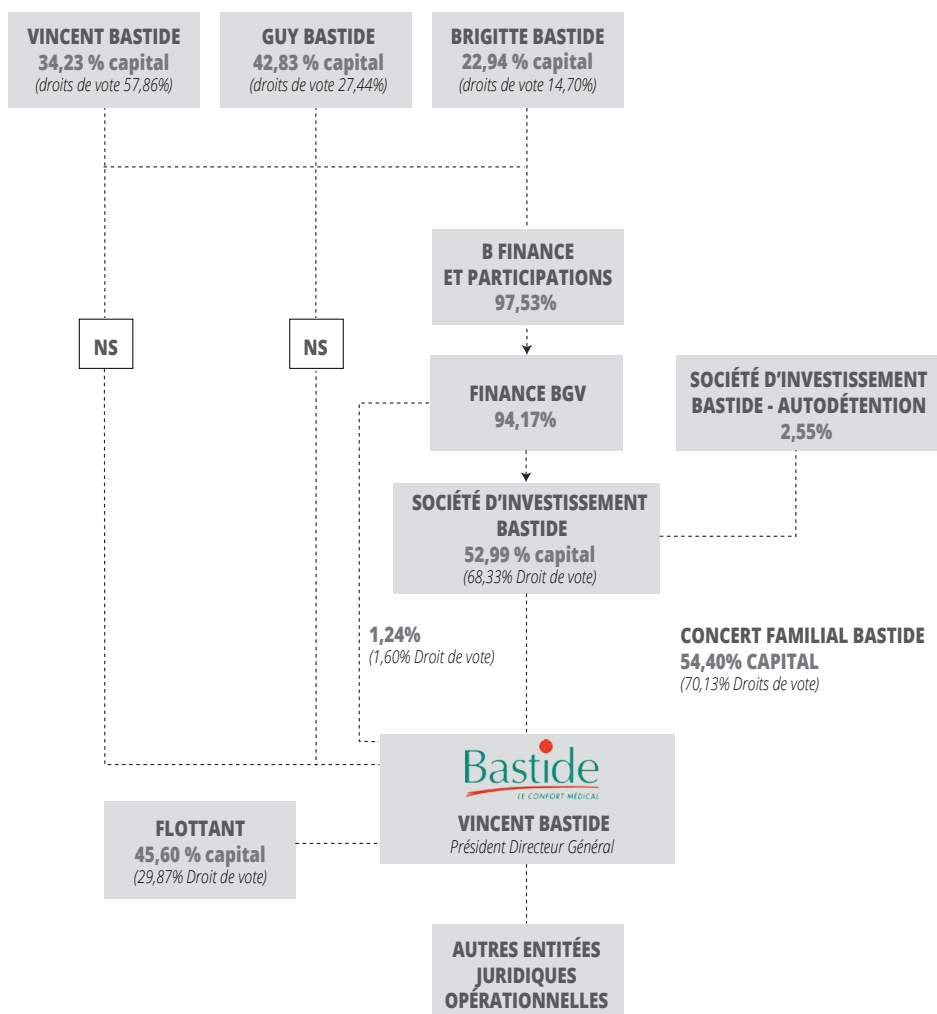 VINCENT BASTIDE
34,23 % capital
(droits de vote 57,86%)
GUY BASTIDE
42,83 % capital
(droits de vote 27,44%)
BRIGITTE BASTIDE
22,94 % capital
(droits de vote 14,70%)
B FINANCE
ET PARTICIPATIONS
97,53%
NS
NS
FINANCE BGV
94,17%
SOCIÉTÉ D'INVESTISSEMENT
BASTIDE - AUTODÉTENTION
2,55%
SOCIÉTÉ D'INVESTISSEMENT
BASTIDE
52,99 % capital
(68,33% Droit de vote)
1,24%
(1,60% Droit de vote)
CONCERT FAMILIAL BASTIDE
54,40% CAPITAL
(70,13% Droits de vote)
Bastide
LE CONFORT MÉDICAL
VINCENT BASTIDE
Président Directeur Général
FLOTTANT
45,60 % capital
(29,87% Droit de vote)
AUTRES ENTITÉES
JURIDIQUES
OPÉRATIONNELLES